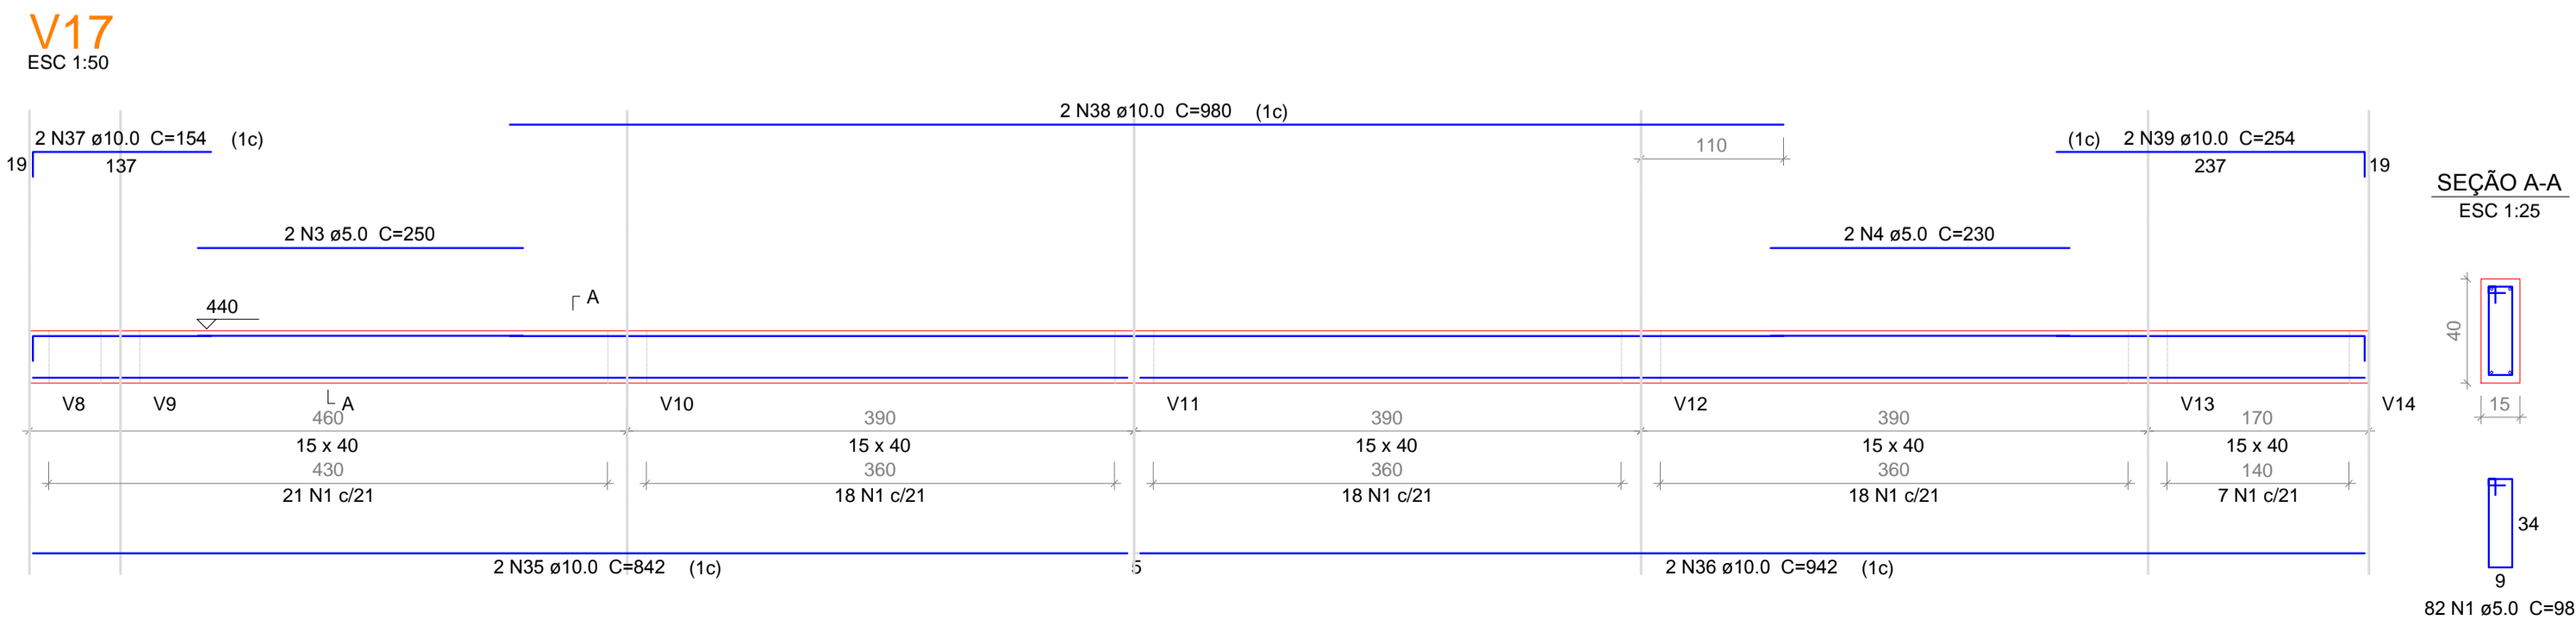 V17
ESC 1:50
2 N38 ø10.0 C=980 (1c)
2 N37 ø10.0 C=154 (1c)
110
(1c) 2 N39 ø10.0 C=254
19
137
237
19
SEÇÃO A-A
ESC 1:25
2 N3 ø5.0 C=250
2 N4 ø5.0 C=230
A
440
40
V8
V9
A
V10
V11
V12
V13
V14
15
460
390
390
390
170
15 x 40
15 x 40
15 x 40
15 x 40
15 x 40
430
360
360
360
140
21 N1 c/21
18 N1 c/21
18 N1 c/21
18 N1 c/21
7 N1 c/21
34
2 N35 ø10.0 C=842 (1c)
5
2 N36 ø10.0 C=942 (1c)
9
82 N1 ø5.0 C=98